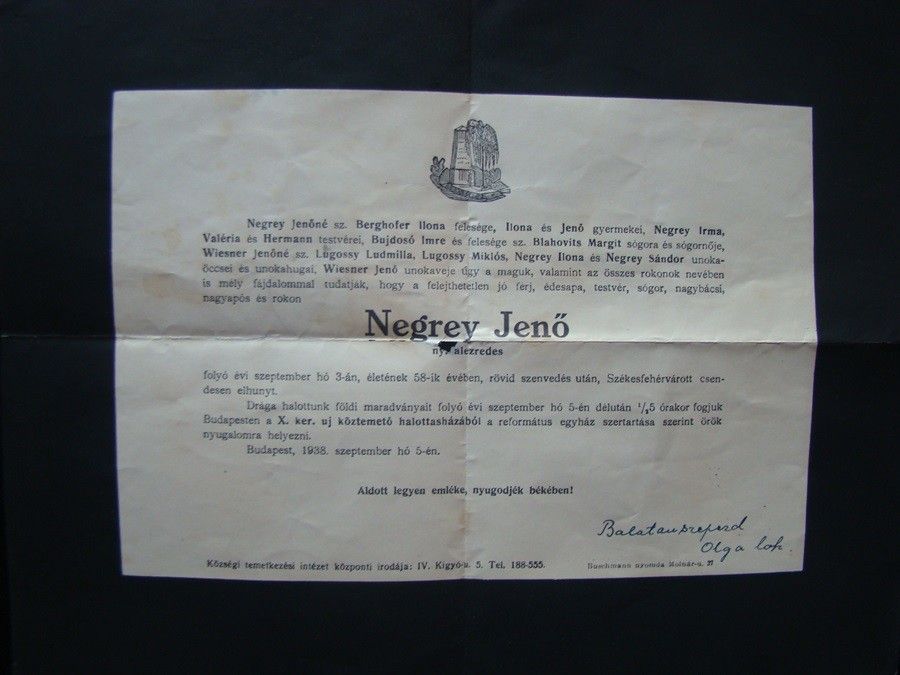 Negrey Jenőné sz. Berghofer Ilona felesége, Ilona és Jenő gyermekei, Negrey Irma,
Valéria és Hermann testvérei, Bujdosó Imre és felesége sz. Blahovits Margit sógora és sógornője,
Wiesner Jenőné sz. Lugossy Ludmilla, Lugossy Miklós, Negrey Ilona és Negrey Sándor unoka-
öccsei és unokahugai, Wiesner Jenő unokaveje úgy a maguk, valamint az összes rokonok nevében
is mély fájdalommal tudatják, hogy a felejthetetlen jó férj, édesapa, testvér, sógor, nagybácsi,
nagyapós és rokon
Negrey Jenő
ny. alezredes
folyó évi szeptember hó 3-án, életének 58-ik évében, rövid szenvedés után, Székesfehérvárott csen-
desen elhunyt.
Drága halottunk földi maradványait folyó évi szeptember hó 5-én délután 1/25 órakor fogjuk
Budapesten a X. ker. uj köztemető halottasházából a református egyház szertartása szerint örök
nyugalomra helyezni.
Budapest, 1938. szeptember hó 5-én.
Áldott legyen emléke, nyugodjék békében!
Balatanszepezd
Olga lak.
Községi temetkezési intézet központi irodája: IV. Kigyó-u. 5. Tel. 188-555.
Buschmann nyomda Molnár-u. 27